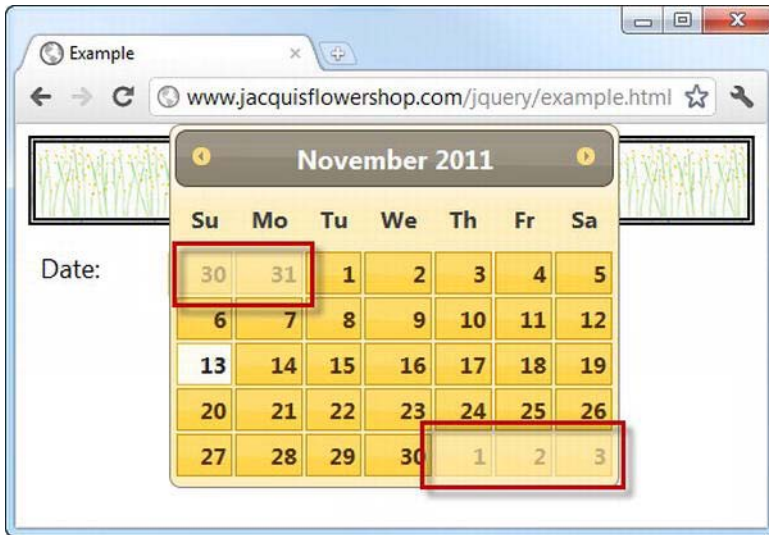 Example
www.jacquisflowershop.com/jquery/example.html
November 2011
Su Mo Tu We Th Fr Sa
Date: 30 31 1 2 3 4 5
6 7 8 9 10 11 12
13 14 15 16 17 18 19
20 21 22 23 24 25 26
27 28 29 30 1 2 3